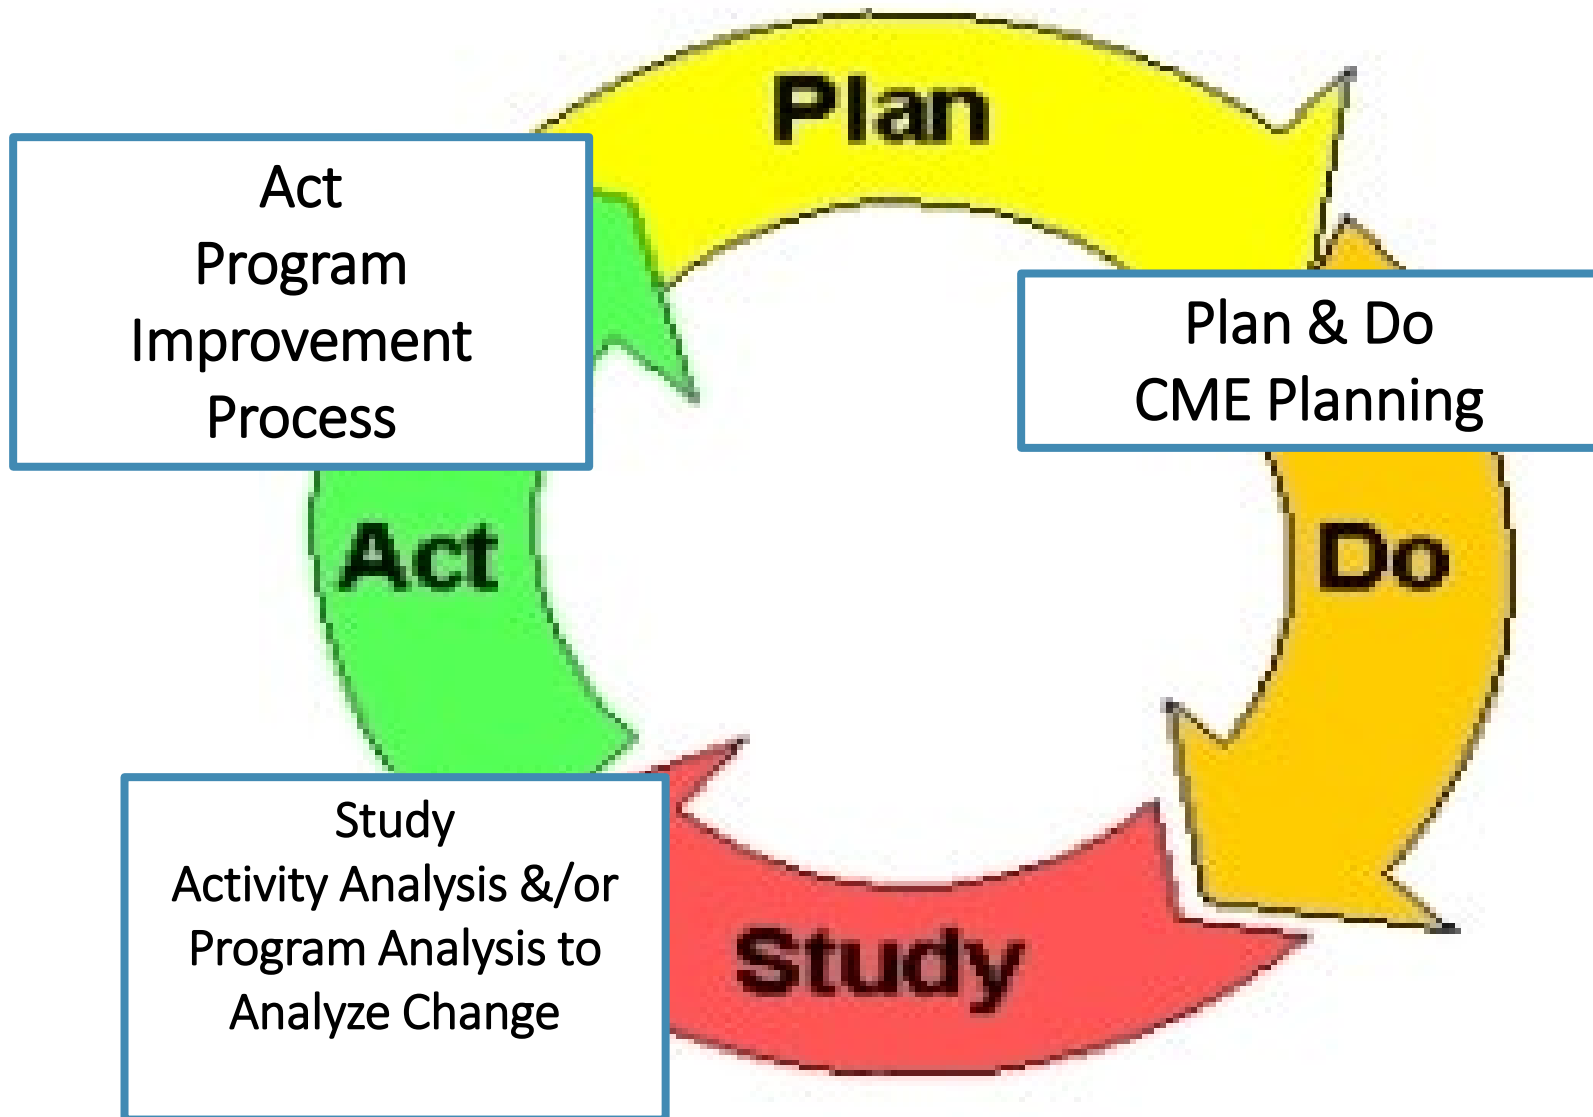 Plan
Act
Program
Improvement
Process
Plan & Do
CME Planning
Act
Do
Study
Activity Analysis &/or
Program Analysis to
Analyze Change
Study